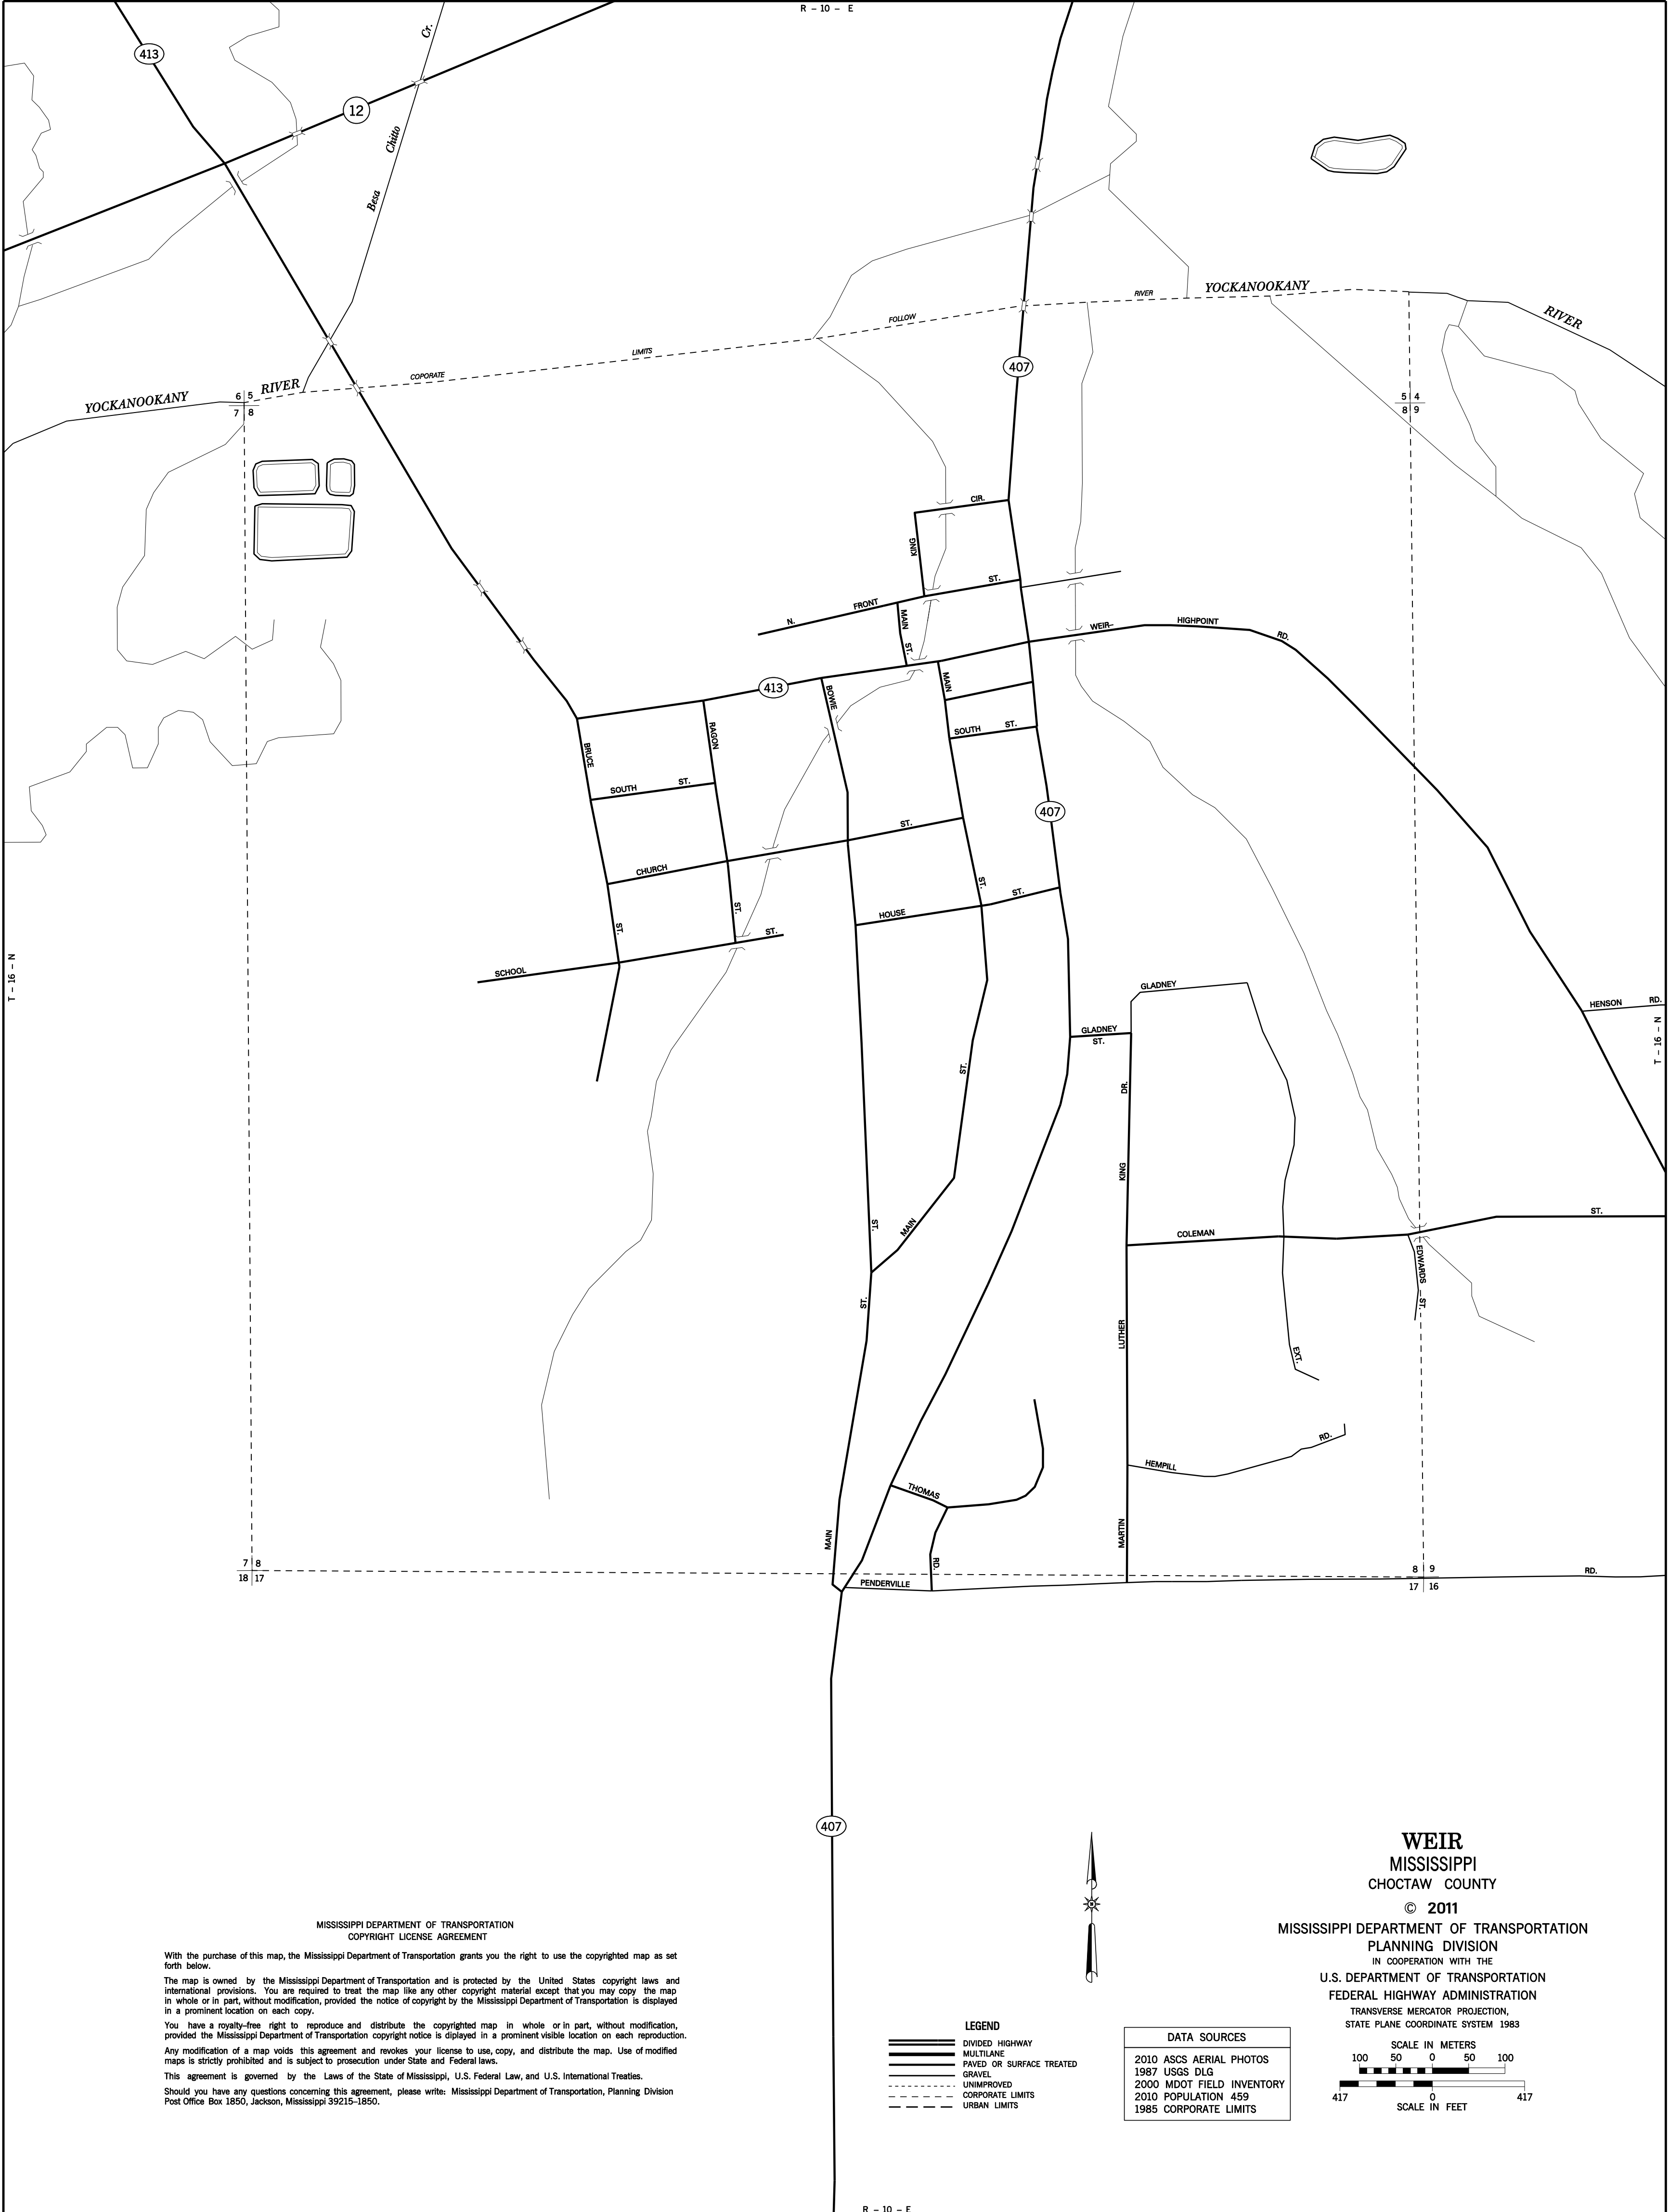 R – 10 – E
413
12
Cr.
Chitto
Besa
YOCKANOOKANY
RIVER
RIVER
FOLLOW
LIMITS
COPORATE
RIVER
YOCKANOOKANY
407
6 5
7 8
5 4
8 9
CIR.
KING
ST.
FRONT
N.
MAIN
ST.
WEIR–
HIGHPOINT
RD.
413
BOWIE
MAIN
RAGON
SOUTH ST.
BRUCE
SOUTH ST.
407
ST.
CHURCH
ST.
ST.
HOUSE
ST.
ST.
ST.
SCHOOL
T – 16 – N
GLADNEY
HENSON RD.
T – 16 – N
GLADNEY
ST.
ST.
DR.
KING
ST.
MAIN
COLEMAN
ST.
EDWARDS ST.
ST.
LUTHER
EXT.
RD.
HEMPILL
THOMAS
MARTIN
MAIN
RD.
7 8
18 17
8 9
17 16
PENDERVILLE
RD.
407
WEIR
MISSISSIPPI
CHOCTAW COUNTY
© 2011
MISSISSIPPI DEPARTMENT OF TRANSPORTATION
PLANNING DIVISION
IN COOPERATION WITH THE
U.S. DEPARTMENT OF TRANSPORTATION
FEDERAL HIGHWAY ADMINISTRATION
TRANSVERSE MERCATOR PROJECTION,
STATE PLANE COORDINATE SYSTEM 1983
SCALE IN METERS
100 50 0 50 100
417 0 417
SCALE IN FEET
MISSISSIPPI DEPARTMENT OF TRANSPORTATION
COPYRIGHT LICENSE AGREEMENT
With the purchase of this map, the Mississippi Department of Transportation grants you the right to use the copyrighted map as set
forth below.
The map is owned by the Mississippi Department of Transportation and is protected by the United States copyright laws and
international provisions. You are required to treat the map like any other copyright material except that you may copy the map
in whole or in part, without modification, provided the notice of copyright by the Mississippi Department of Transportation is displayed
in a prominent location on each copy.
You have a royalty–free right to reproduce and distribute the copyrighted map in whole or in part, without modification,
provided the Mississippi Department of Transportation copyright notice is diplayed in a prominent visible location on each reproduction.
Any modification of a map voids this agreement and revokes your license to use, copy, and distribute the map. Use of modified
maps is strictly prohibited and is subject to prosecution under State and Federal laws.
This agreement is governed by the Laws of the State of Mississippi, U.S. Federal Law, and U.S. International Treaties.
Should you have any questions concerning this agreement, please write: Mississippi Department of Transportation, Planning Division
Post Office Box 1850, Jackson, Mississippi 39215–1850.
LEGEND
DIVIDED HIGHWAY
MULTILANE
PAVED OR SURFACE TREATED
GRAVEL
UNIMPROVED
CORPORATE LIMITS
URBAN LIMITS
DATA SOURCES
2010 ASCS AERIAL PHOTOS
1987 USGS DLG
2000 MDOT FIELD INVENTORY
2010 POPULATION 459
1985 CORPORATE LIMITS
R – 10 – E